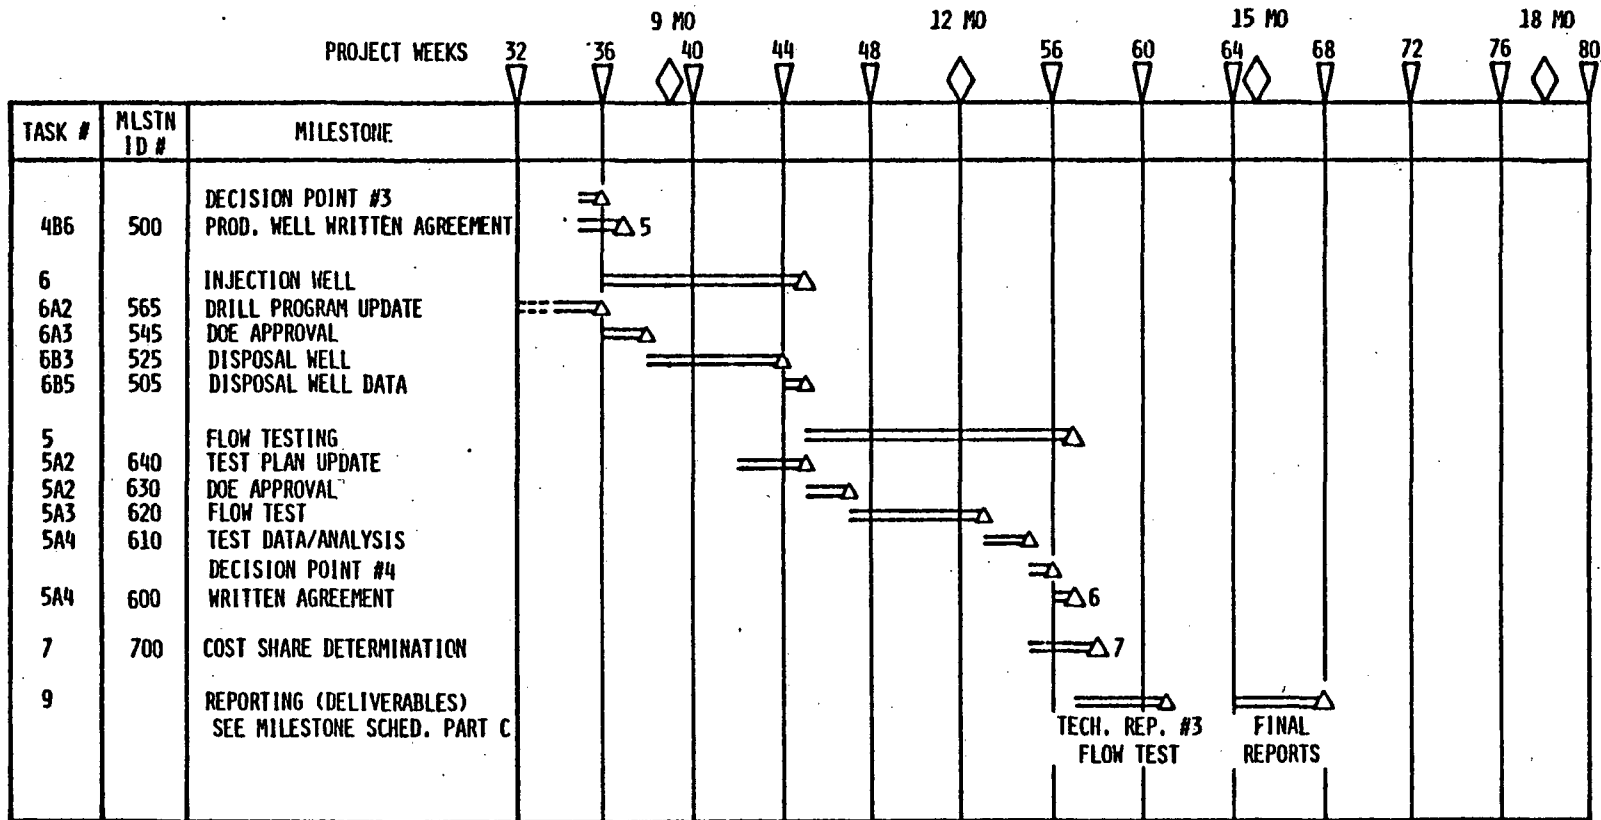 9 MO 12 MO 15 MO 18 MO
PROJECT WEEKS 32 36 40 44 48 56 60 64 68 72 76 80
TASK # MLSTN ID # MILESTONE
DECISION POINT #3
4B6 500 PROD. WELL WRITTEN AGREEMENT 5
6 INJECTION WELL
6A2 565 DRILL PROGRAM UPDATE
6A3 545 DOE APPROVAL
6B3 525 DISPOSAL WELL
6B5 505 DISPOSAL WELL DATA
5 FLOW TESTING
5A2 640 TEST PLAN UPDATE
5A2 630 DOE APPROVAL
5A3 620 FLOW TEST
5A4 610 TEST DATA/ANALYSIS
DECISION POINT #4
5A4 600 WRITTEN AGREEMENT 6
7 700 COST SHARE DETERMINATION 7
9 REPORTING (DELIVERABLES)
SEE MILESTONE SCHED. PART C TECH. REP. #3 FINAL
FLOW TEST REPORTS